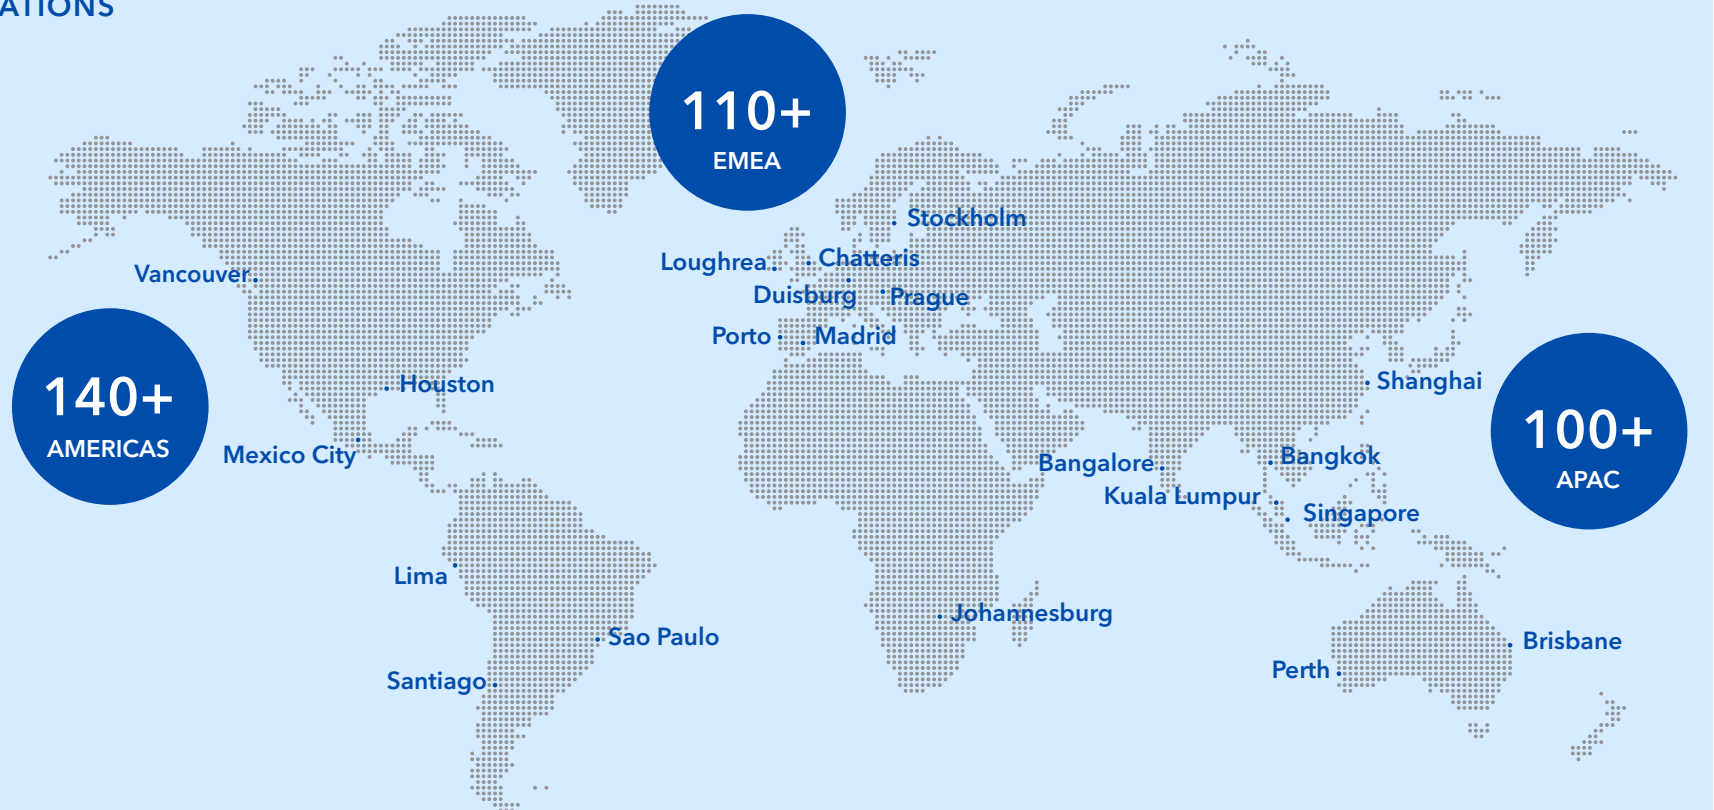 110+
EMEA
Stockholm
Loughrea
Chatteris
Vancouver
Duisburg
Prague
Porto
Madrid
140+
AMERICAS
Houston
Shanghai
100+
APAC
Mexico City
Bangalore
Bangkok
Kuala Lumpur
Singapore
Lima
Johannesburg
Sao Paulo
Brisbane
Santiago
Perth